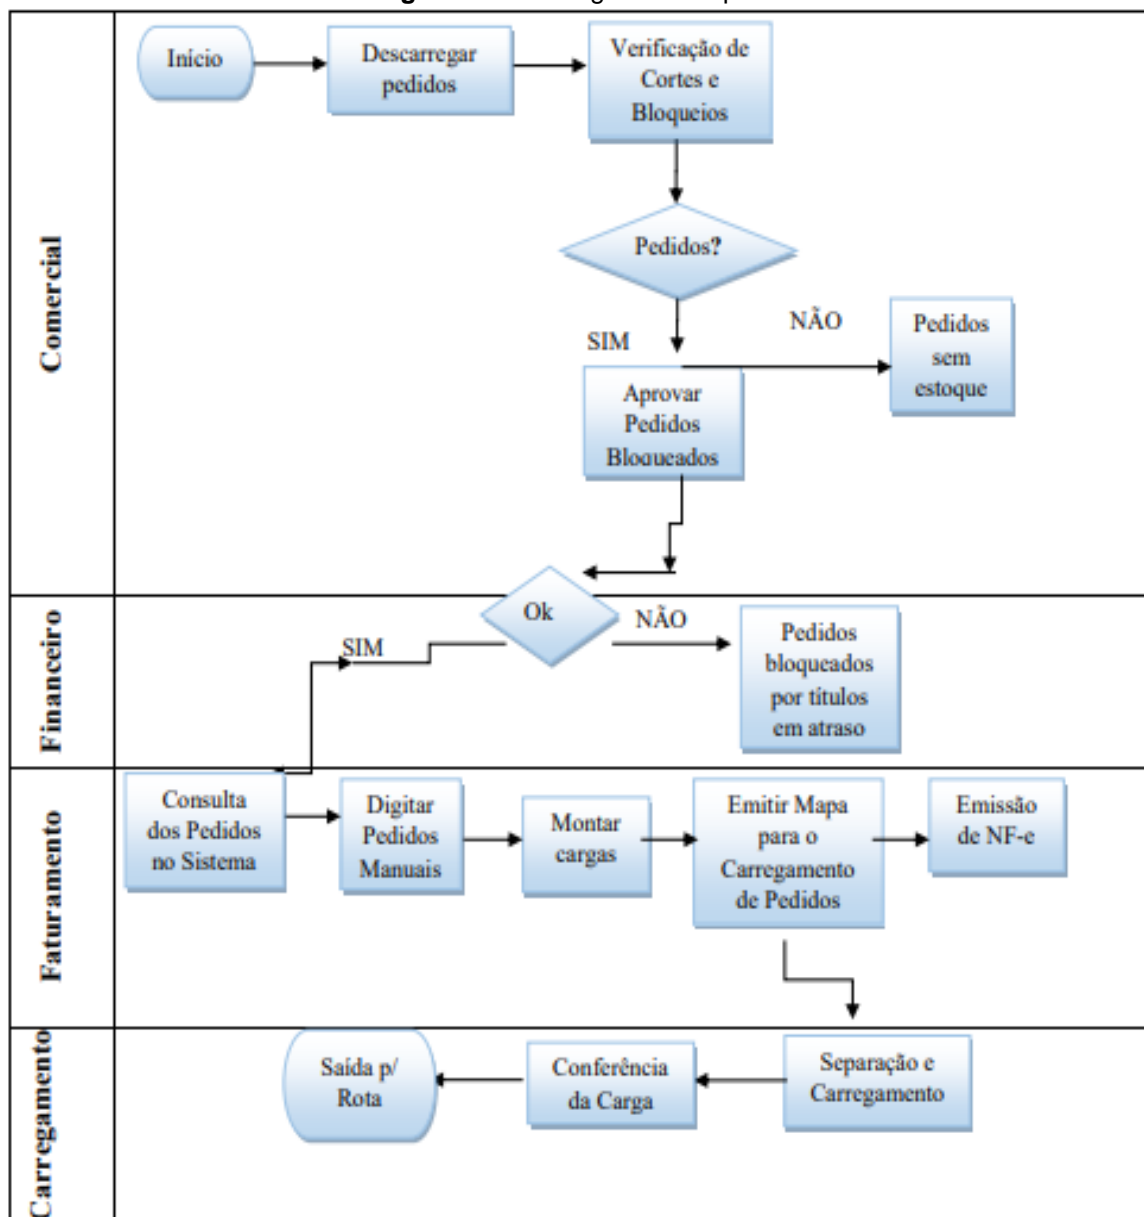 Comercial
Início
Descarregar
pedidos
Verificação de
Cortes e
Bloqueios
Pedidos?
SIM
NÃO
Pedidos
sem
estoque
Aprovar
Pedidos
Bloqueados
Financeiro
Ok
SIM
NÃO
Pedidos
bloqueados
por títulos
em atraso
Faturamento
Consulta
dos Pedidos
no Sistema
Digitar
Pedidos
Manuais
Montar
cargas
Emitir Mapa
para o
Carregamento
de Pedidos
Emissão
de NF-e
Carregamento
Saída p/
Rota
Conferência
da Carga
Separação e
Carregamento